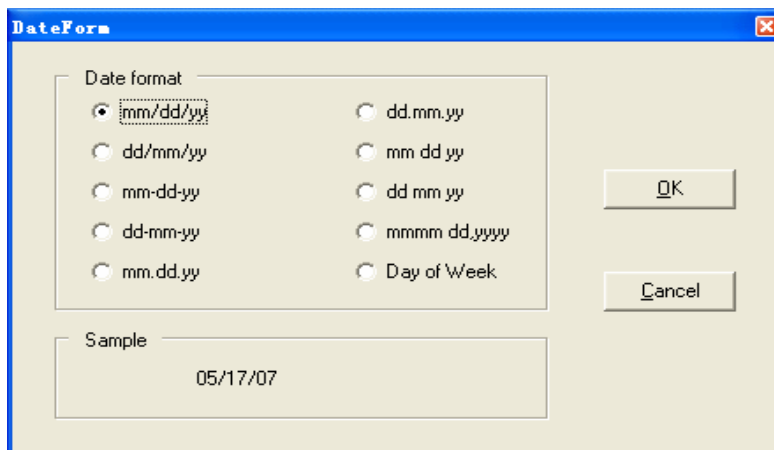 DateForm
Date format
mm/dd/yy
dd/mm/yy
mm-dd-yy
dd-mm-yy
mm.dd.yy
dd.mm.yy
mm dd yy
dd mm yy
mmmm dd,yyyy
Day of Week
OK
Cancel
Sample
05/17/07